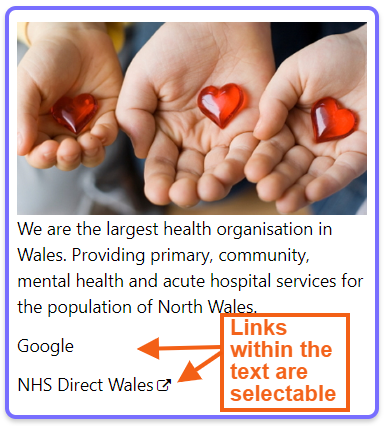 We are the largest health organisation in
Wales. Providing primary, community,
mental health and acute hospital services for
the population of North Wales.
Google
NHS Direct Wales
Links
within the
text are
selectable